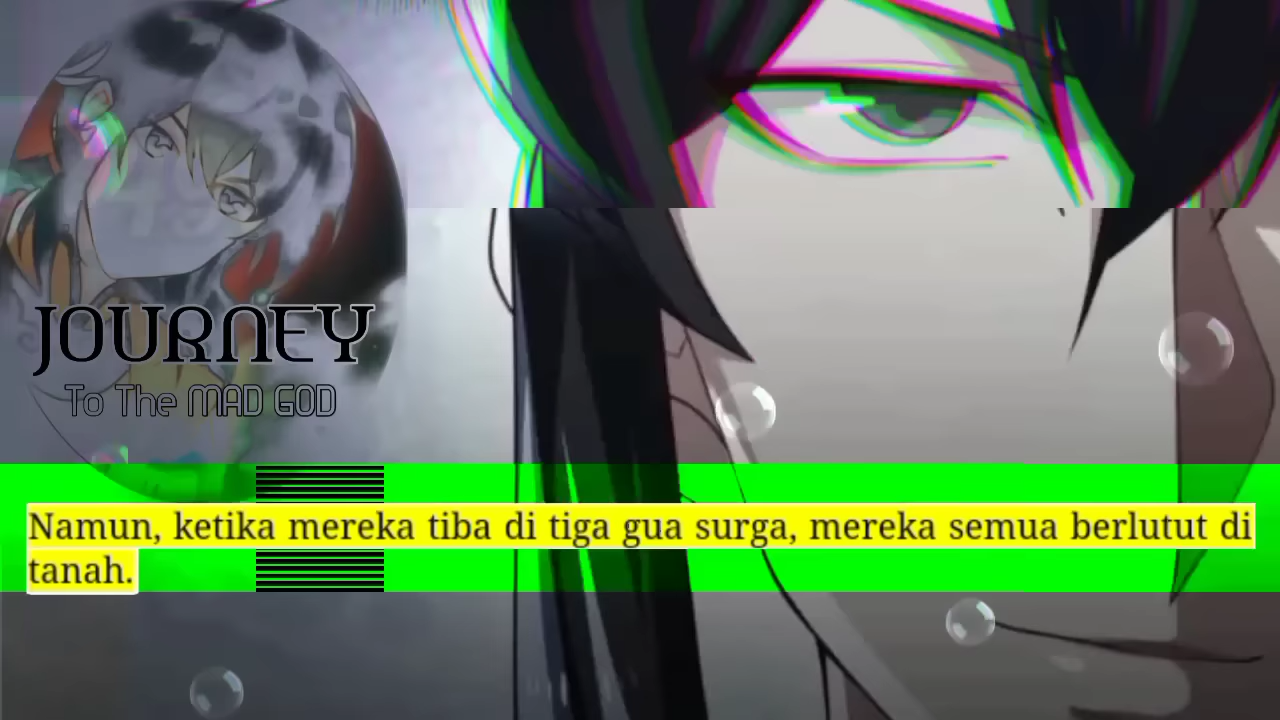 JOURNEY
To The MAD GOD
Namun, ketika mereka tiba di tiga gua surga, mereka semua berlutut di
tanah.